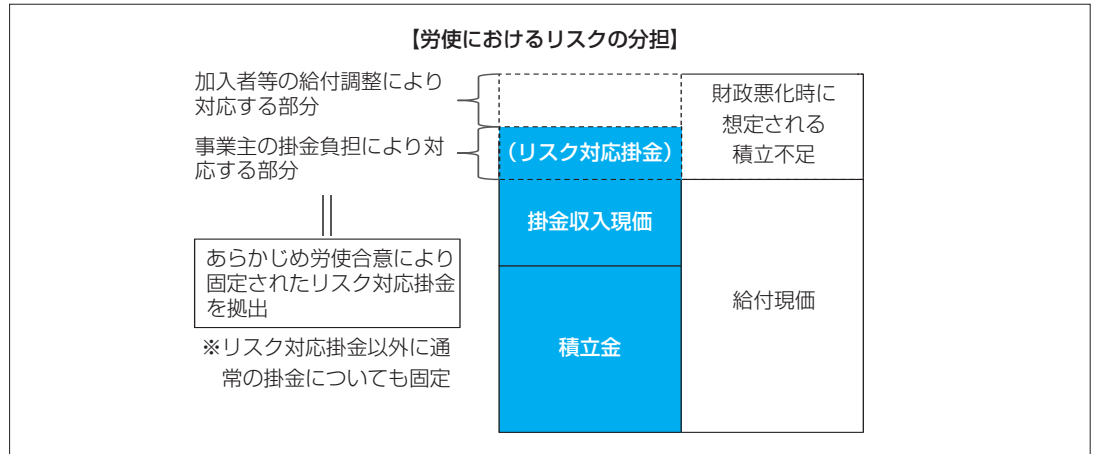 【労使におけるリスクの分担】
加入者等の給付調整により
対応する部分
事業主の掛金負担により対
応する部分
あらかじめ労使合意により
固定されたリスク対応掛金
を拠出
※リスク対応掛金以外に通
常の掛金についても固定
(リスク対応掛金)
掛金収入現価
積立金
財政悪化時に
想定される
積立不足
給付現価